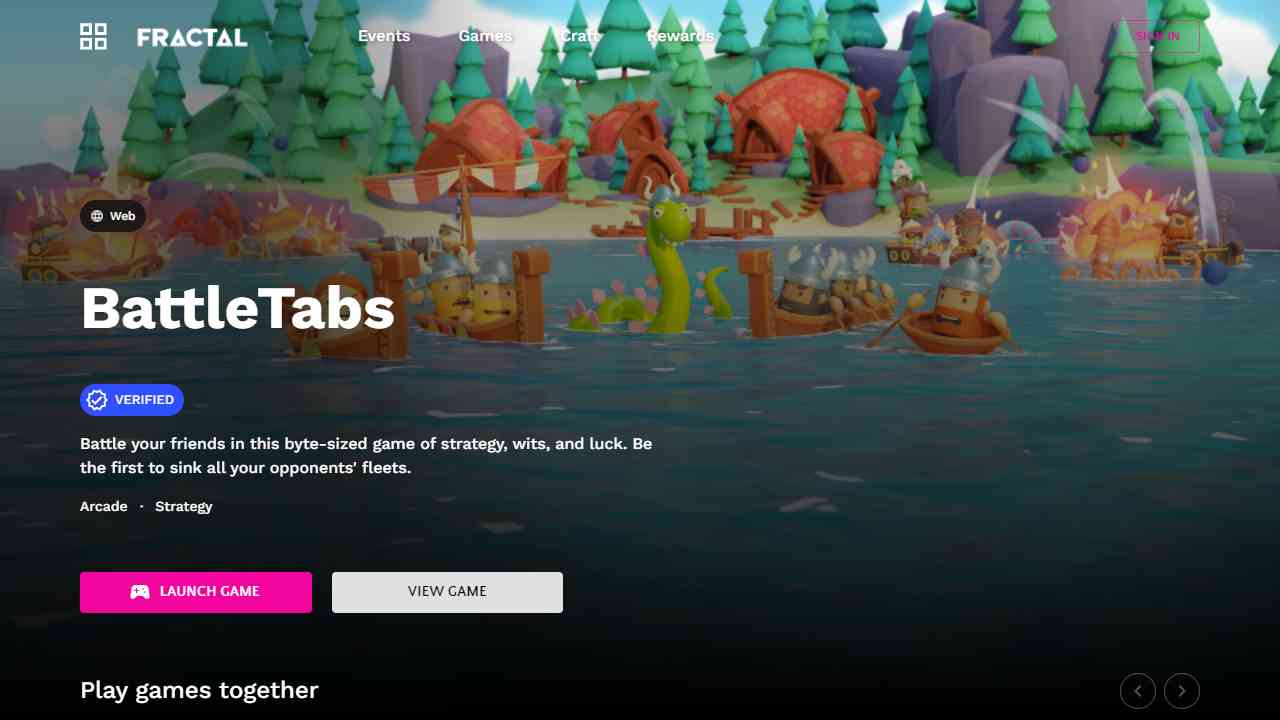 FRACTAL
Events
Games
Craft
Rewards
SIGN IN
Web
BattleTabs
VERIFIED
Battle your friends in this byte-sized game of strategy, wits, and luck. Be
the first to sink all your opponents' fleets.
Arcade · Strategy
LAUNCH GAME
VIEW GAME
Play games together